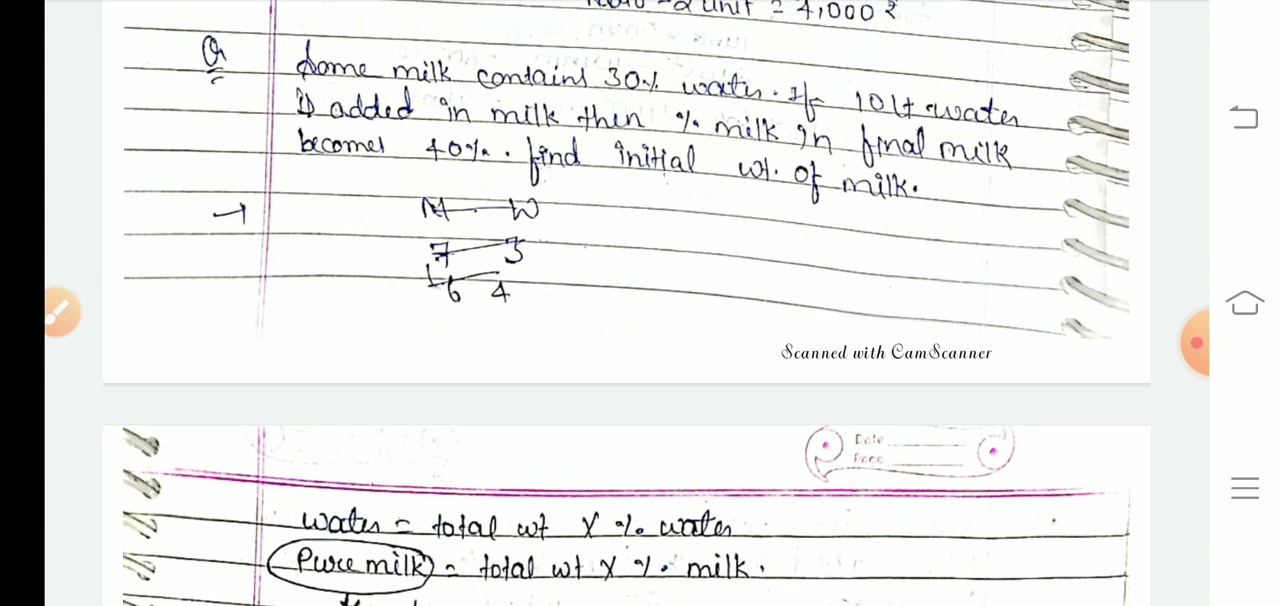 2 unit = 4,000 ₹
Q Some milk contains 30% water. If 10 lt water
is added in milk then % milk in final milk
becomes 40%. find initial wt. of milk.
→ M W
7 3
6 4
Scanned with CamScanner
Date
Page
water = total wt X % water
Pure milk = total wt X % milk.